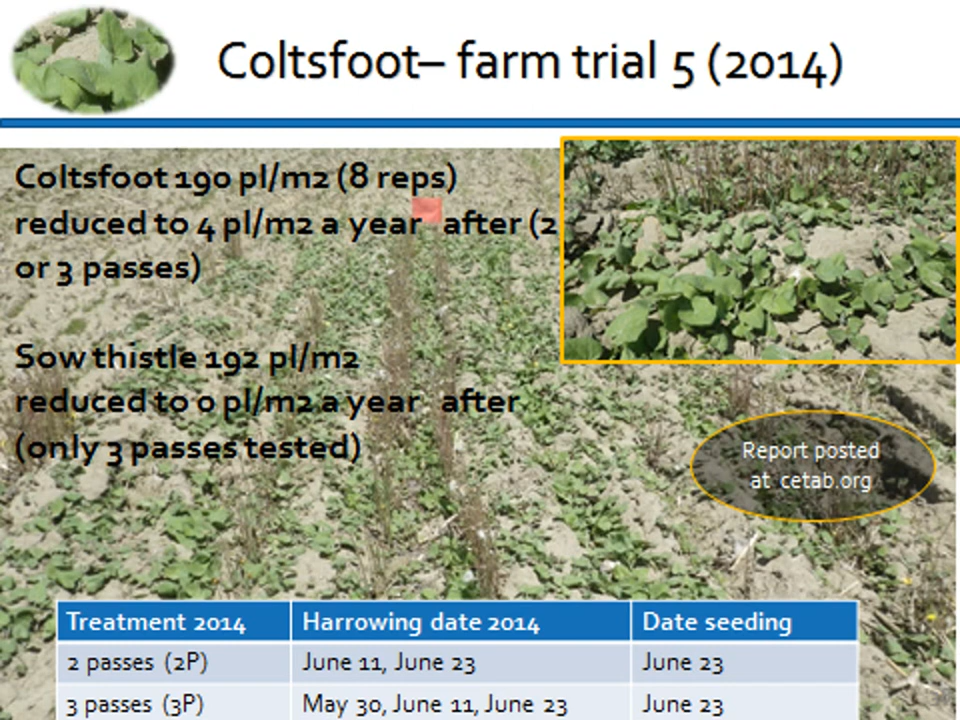 Coltsfoot– farm trial 5 (2014)
Coltsfoot 190 pl/m2 (8 reps)
reduced to 4 pl/m2 a year after (2
or 3 passes)
Sow thistle 192 pl/m2
reduced to 0 pl/m2 a year after
(only 3 passes tested)
Report posted
at cetab.org
Treatment 2014 Harrowing date 2014 Date seeding
2 passes (2P) June 11, June 23 June 23
3 passes (3P) May 30, June 11, June 23 June 23